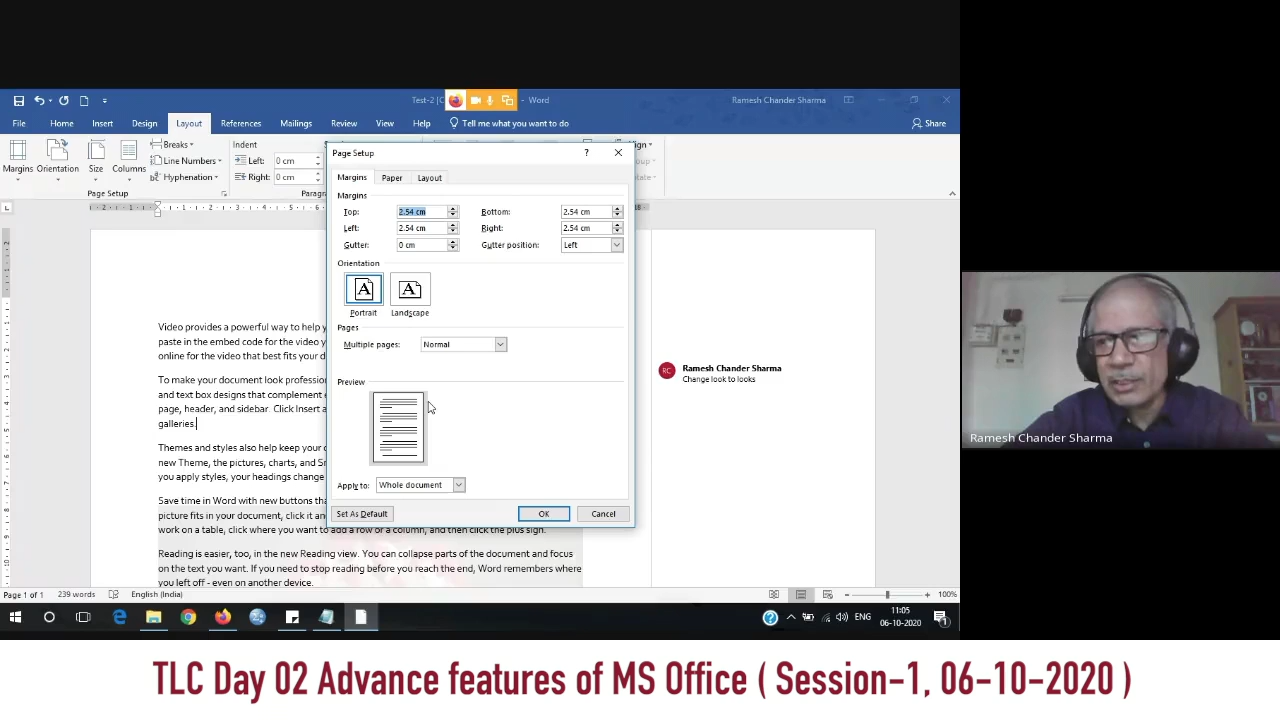 Test-2 [C - Word Ramesh Chander Sharma
File Home Insert Design Layout References Mailings Review View Help Tell me what you want to do Share
Margins Orientation Size Columns
Breaks
Line Numbers
Hyphenation
Page Setup
Indent
Left: 0 cm
Right: 0 cm
Page Setup ? ×
Margins Paper Layout
Margins
Top: 2.54 cm Bottom: 2.54 cm
Left: 2.54 cm Right: 2.54 cm
Gutter: 0 cm Gutter position: Left
Orientation
Portrait Landscape
Pages
Multiple pages: Normal
Preview
Apply to: Whole document
Set As Default OK Cancel
Video provides a powerful way to help y
paste in the embed code for the video y
online for the video that best fits your d
To make your document look profession
and text box designs that complement e
page, header, and sidebar. Click Insert a
galleries.
Themes and styles also help keep your d
new Theme, the pictures, charts, and Sm
you apply styles, your headings change
Save time in Word with new buttons tha
picture fits in your document, click it an
work on a table, click where you want to add a row or a column, and then click the plus sign.
Reading is easier, too, in the new Reading view. You can collapse parts of the document and focus
on the text you want. If you need to stop reading before you reach the end, Word remembers where
you left off - even on another device.
RC Ramesh Chander Sharma
Change look to looks
Ramesh Chander Sharma
Page 1 of 1 239 words English (India) 100%
ENG 11:05
06-10-2020
TLC Day 02 Advance features of MS Office ( Session-1, 06-10-2020 )